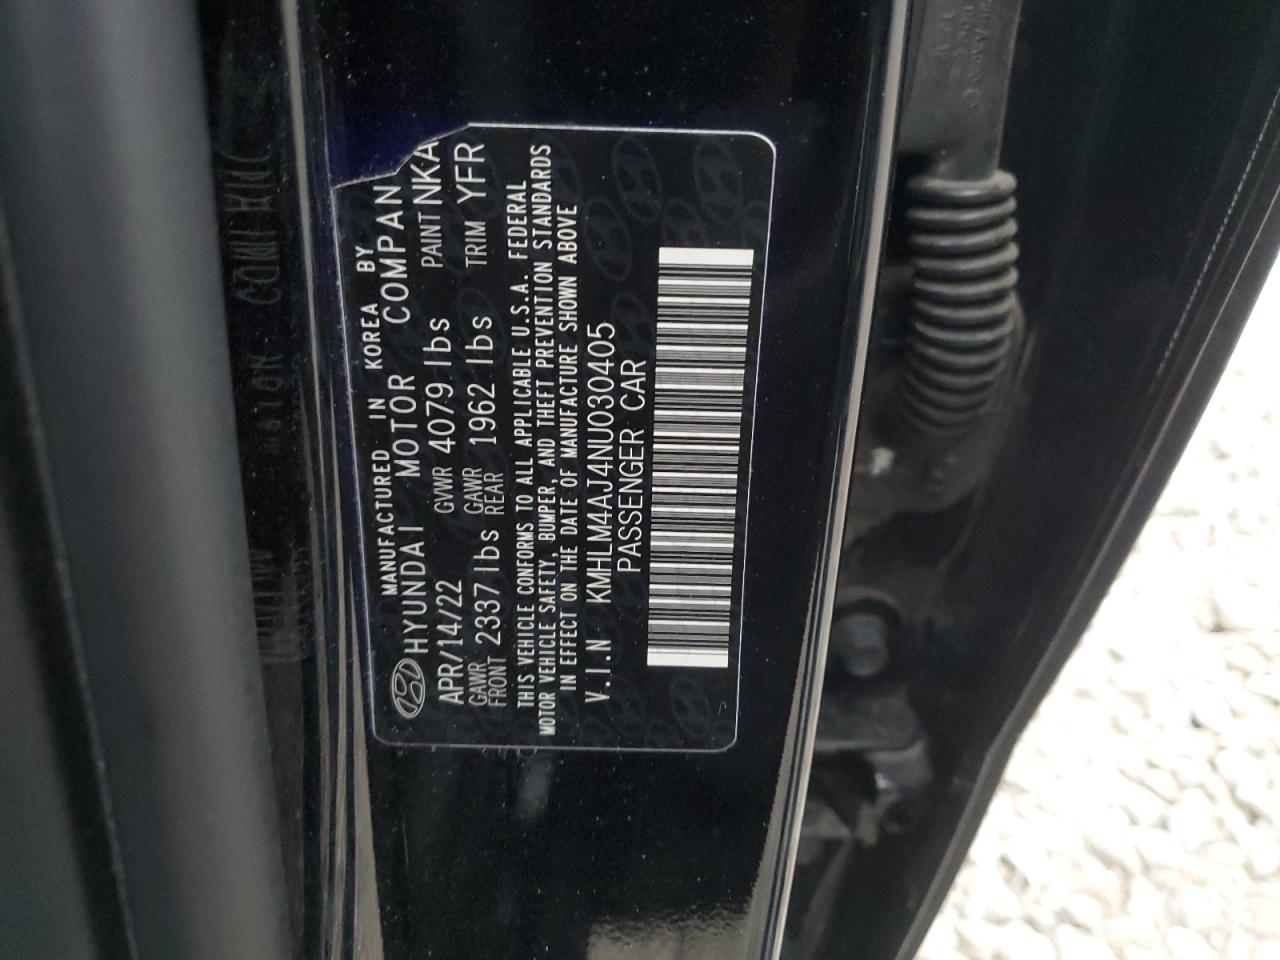 MANUFACTURED IN KOREA BY
HYUNDAI MOTOR COMPAN
APR/14/22 GVWR 4079 lbs PAINT NKA
GAWR FRONT 2337 lbs GAWR REAR 1962 lbs TRIM YFR
THIS VEHICLE CONFORMS TO ALL APPLICABLE U.S.A. FEDERAL
MOTOR VEHICLE SAFETY, BUMPER, AND THEFT PREVENTION STANDARDS
IN EFFECT ON THE DATE OF MANUFACTURE SHOWN ABOVE
V.I.N KMHLM4AJ4NU030405
PASSENGER CAR